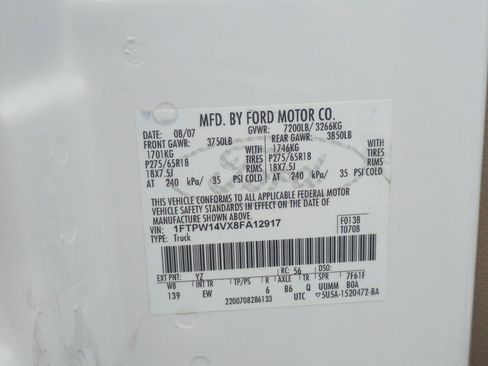 MFD. BY FORD MOTOR CO.
DATE 08/07 GVWR: 7200LB/ 3266KG
FRONT GAWR: 3750LB REAR GAWR: 3850LB
1701KG WITH 1746KG WITH
P275/65R18 TIRES P275/65R18 TIRES
18X7.5J RIMS 18X7.5J RIMS
AT 240 kPa/ 35 PSI COLD AT 240 kPa/ 35 PSI COLD
THIS VEHICLE CONFORMS TO ALL APPLICABLE FEDERAL MOTOR
VEHICLE SAFETY STANDARDS IN EFFECT ON THE DATE OF
MANUFACTURE SHOWN ABOVE.
VIN: 1FTPW14VX8FA12917 F0138
TYPE: Truck T0708
EXT PNT: YZ RC: 56 DSO:
WB INT TR TP/PS R AXLE TR SPR 7F61F
139 EW 6 B6 Q UUMM BOA
2200708286133 UTC 5U5A-1520472-BA